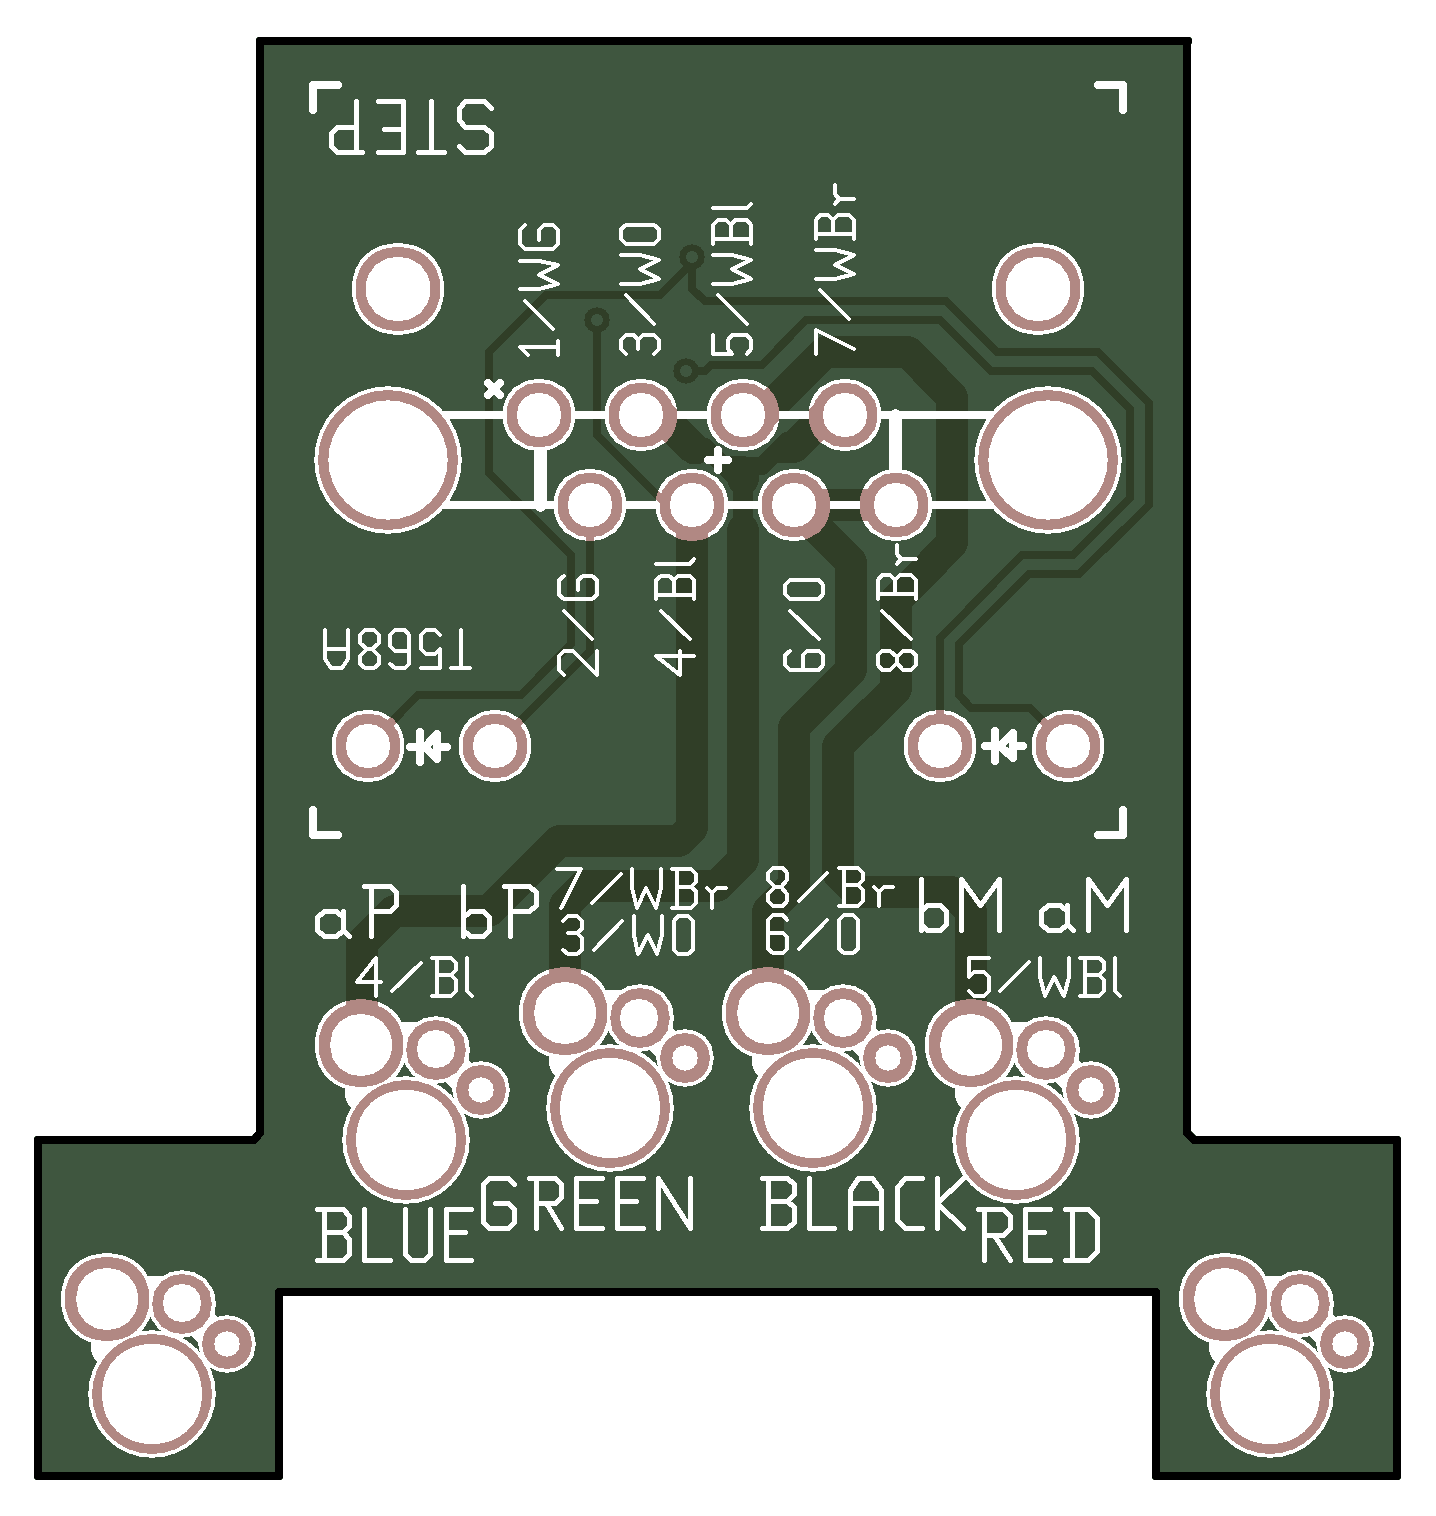 STEP
1/WG
3/WO
5/WBl
7/WBr
2/G
4/Bl
6/O
8/Br
T568A
aP bP
7/WBr
3/WO
8/Br
6/O
bM aM
4/Bl
5/WBl
GREEN
BLACK
BLUE
RED